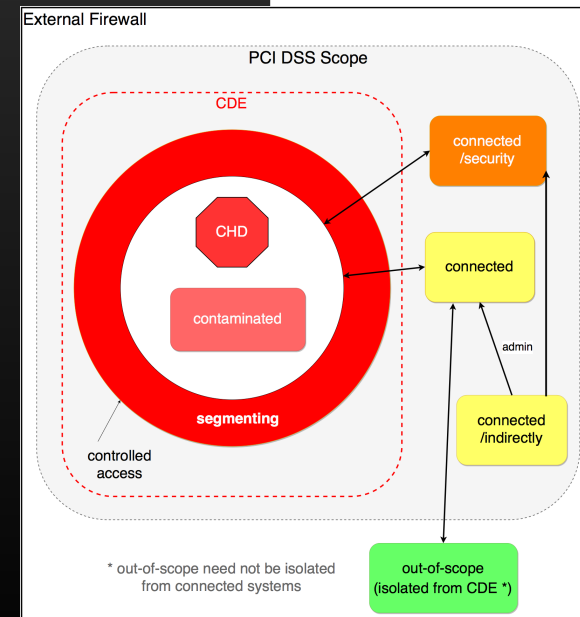 External Firewall
PCI DSS Scope
CDE
connected
/security
CHD
connected
contaminated
admin
segmenting
connected
/indirectly
controlled
access
* out-of-scope need not be isolated
from connected systems
out-of-scope
(isolated from CDE *)